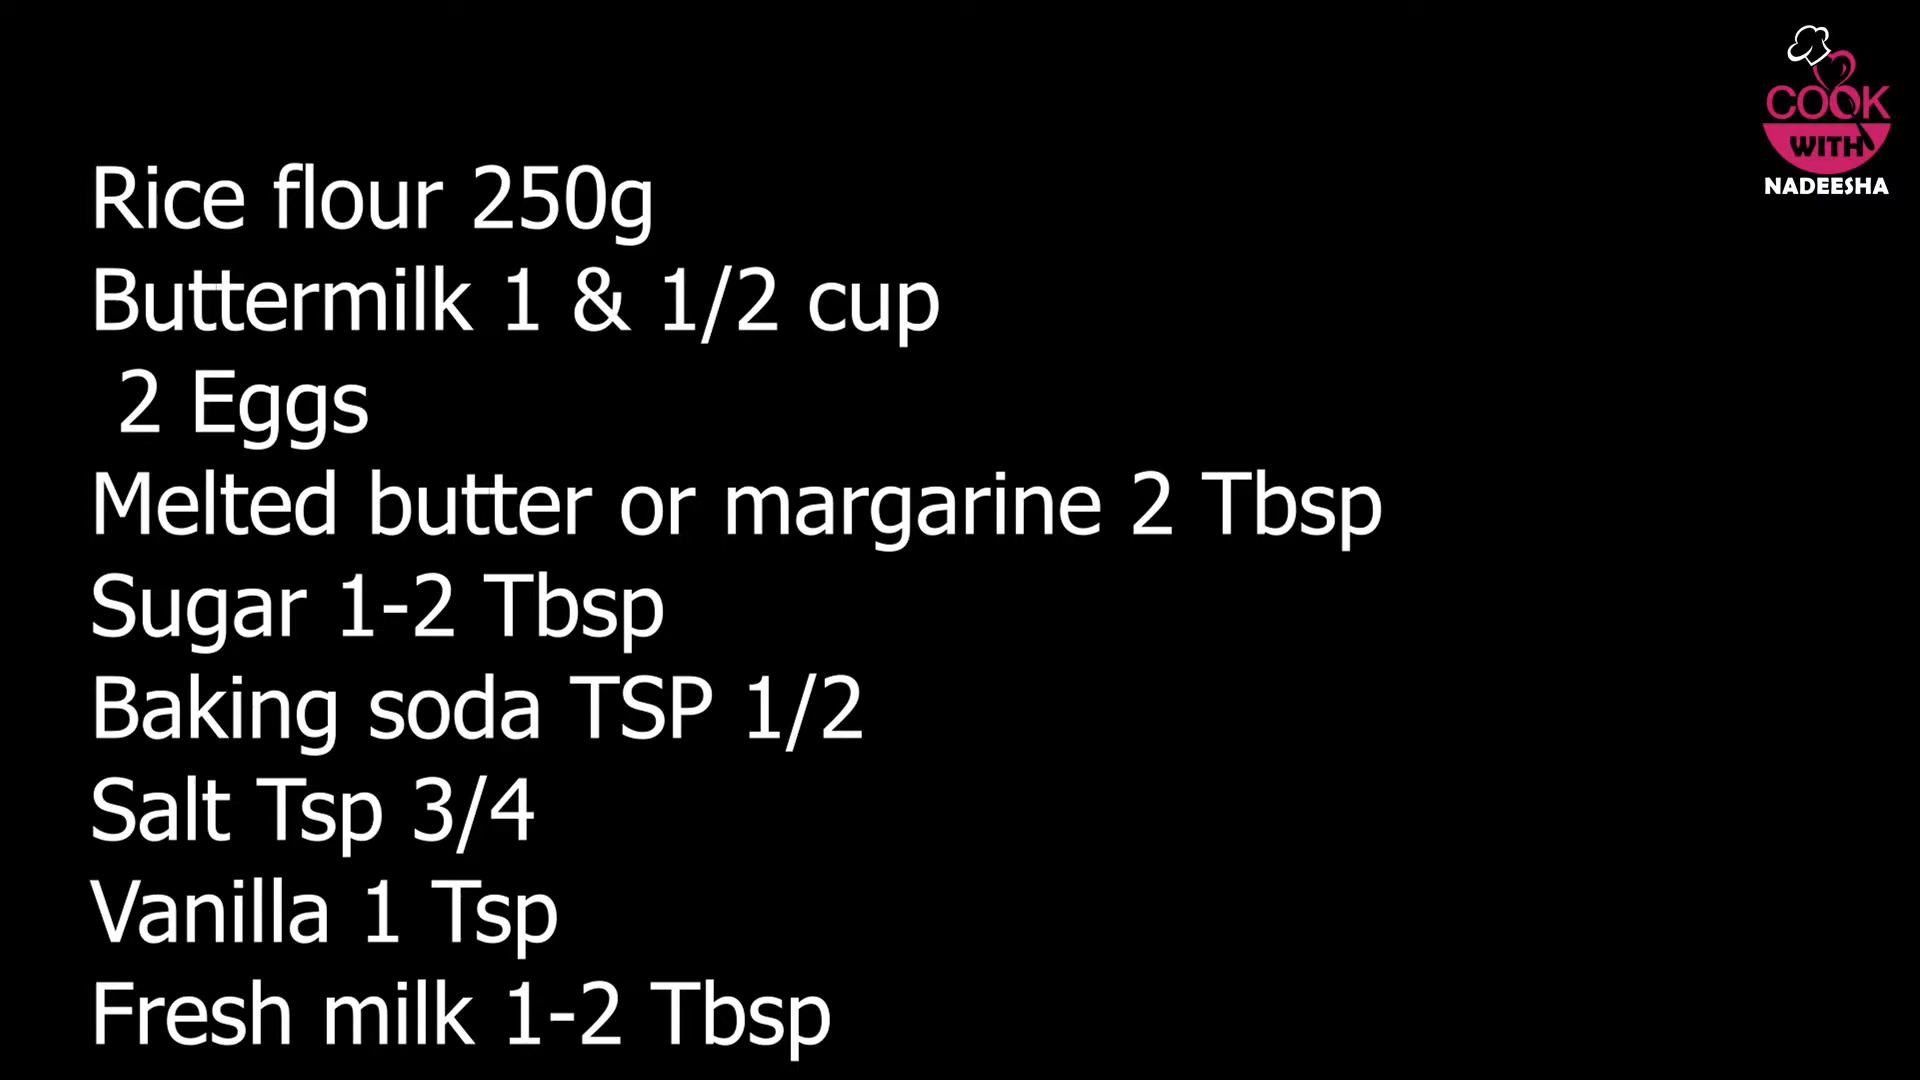 COOK
WITH
NADEESHA
Rice flour 250g
Buttermilk 1 & 1/2 cup
2 Eggs
Melted butter or margarine 2 Tbsp
Sugar 1-2 Tbsp
Baking soda TSP 1/2
Salt Tsp 3/4
Vanilla 1 Tsp
Fresh milk 1-2 Tbsp